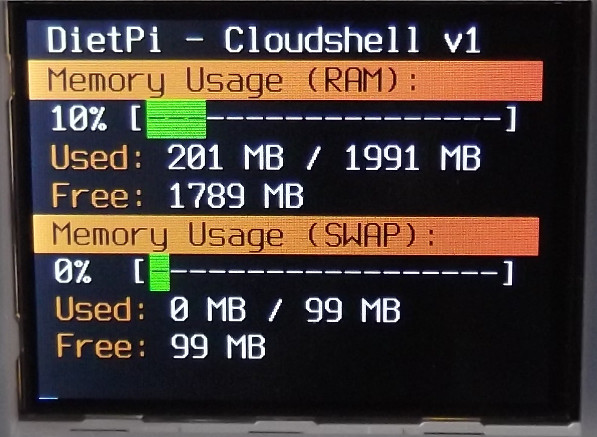 DietPi - Cloudshell v1
Memory Usage (RAM):
10% [------------------]
Used: 201 MB / 1991 MB
Free: 1789 MB
Memory Usage (SWAP):
0% [------------------]
Used: 0 MB / 99 MB
Free: 99 MB